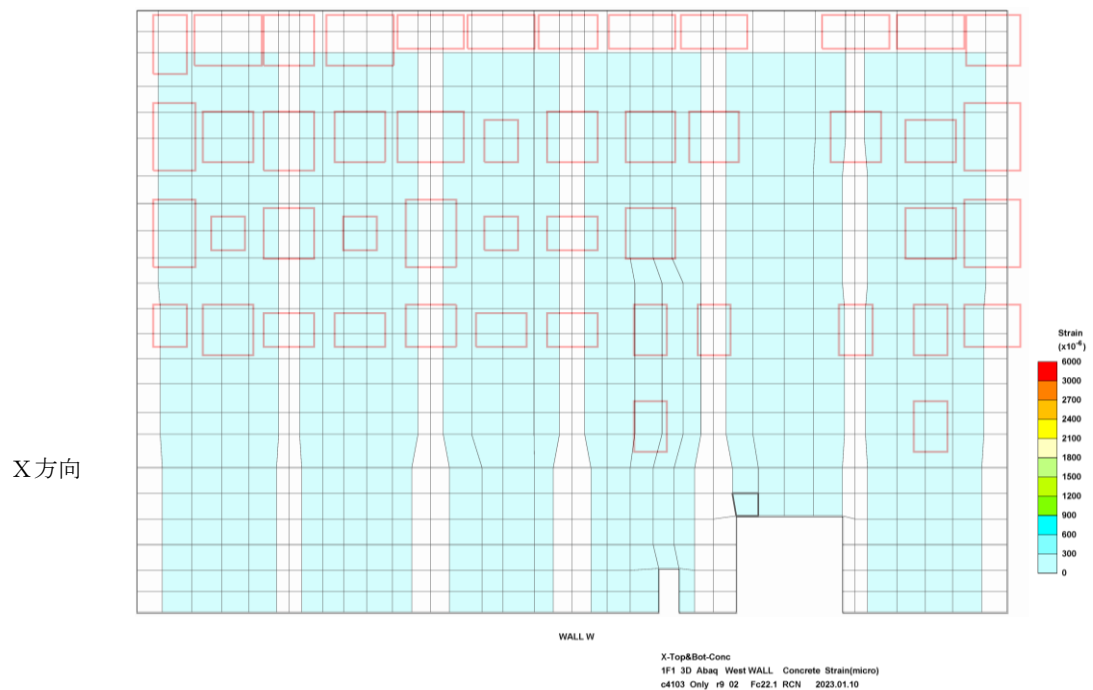 X方向
Strain
(x10⁻⁶)
6000
3000
2700
2400
2100
1800
1500
1200
900
600
300
0
WALL W
X-Top&Bot-Conc
1F1 3D Abaq West WALL Concrete Strain(micro)
c4103 Only r9 02 Fc22.1 RCN 2023.01.10